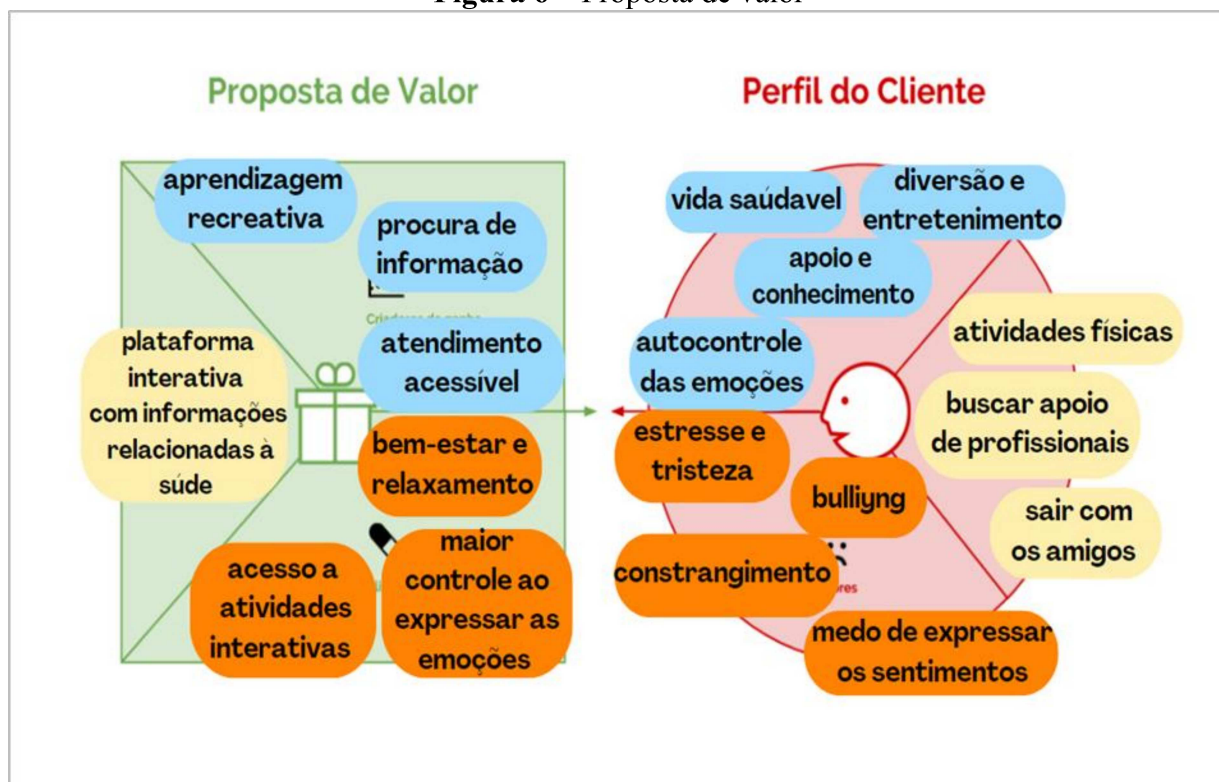 Proposta de Valor
aprendizagem
recreativa
procura de
informação
atendimento
acessível
plataforma
interativa
com informações
relacionadas à
súde
bem-estar e
relaxamento
acesso a
atividades
interativas
maior
controle ao
expressar as
emoções
Perfil do Cliente
vida saúdavel
diversão e
entretenimento
apoio e
conhecimento
autocontrole
das emoções
atividades físicas
buscar apoio
de profissionais
sair com
os amigos
estresse e
tristeza
bulliyng
constrangimento
medo de expressar
os sentimentos